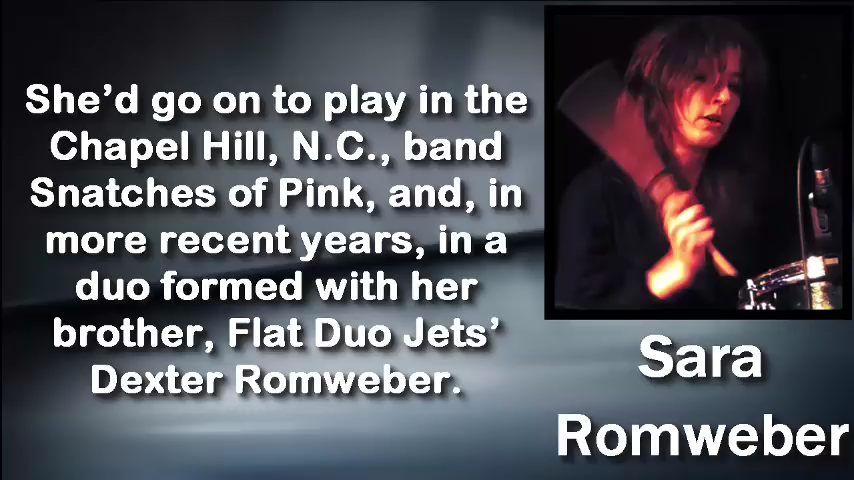 She’d go on to play in the
Chapel Hill, N.C., band
Snatches of Pink, and, in
more recent years, in a
duo formed with her
brother, Flat Duo Jets’
Dexter Romweber.
Sara
Romweber